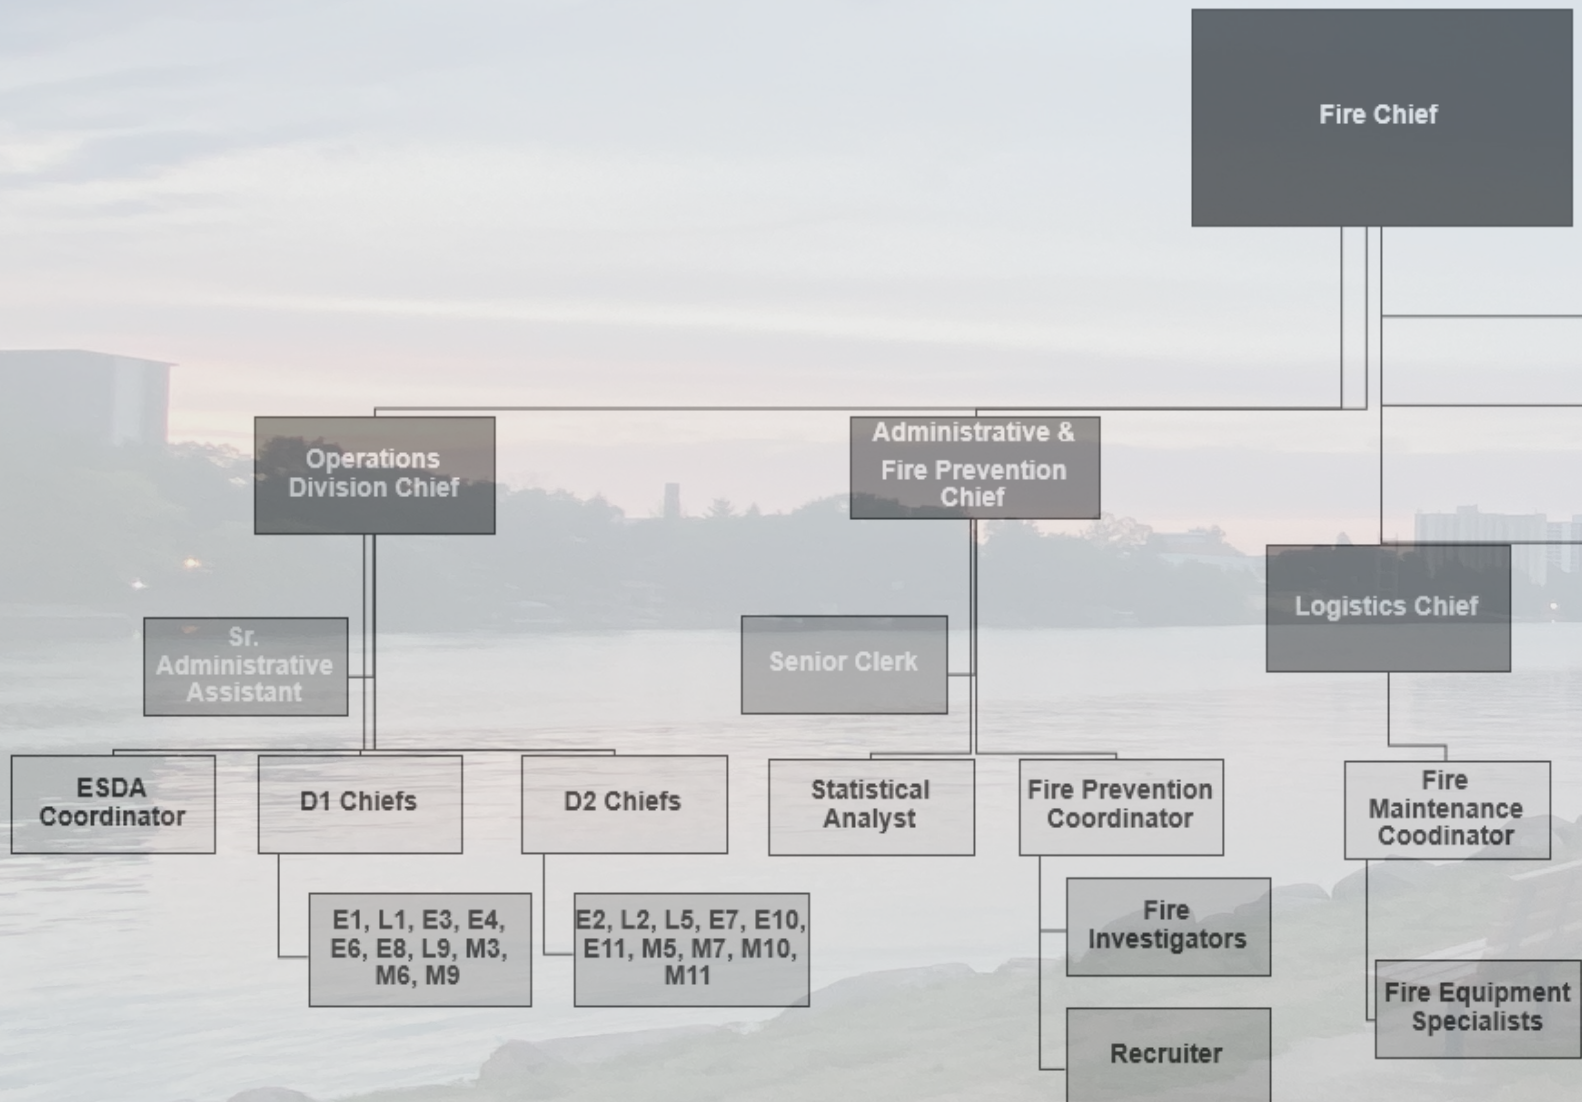 Fire Chief
Operations
Division Chief
Administrative &
Fire Prevention
Chief
Logistics Chief
Sr.
Administrative
Assistant
Senior Clerk
ESDA
Coordinator
D1 Chiefs
D2 Chiefs
Statistical
Analyst
Fire Prevention
Coordinator
Fire
Maintenance
Coodinator
E1, L1, E3, E4,
E6, E8, L9, M3,
M6, M9
E2, L2, L5, E7, E10,
E11, M5, M7, M10,
M11
Fire
Investigators
Fire Equipment
Specialists
Recruiter